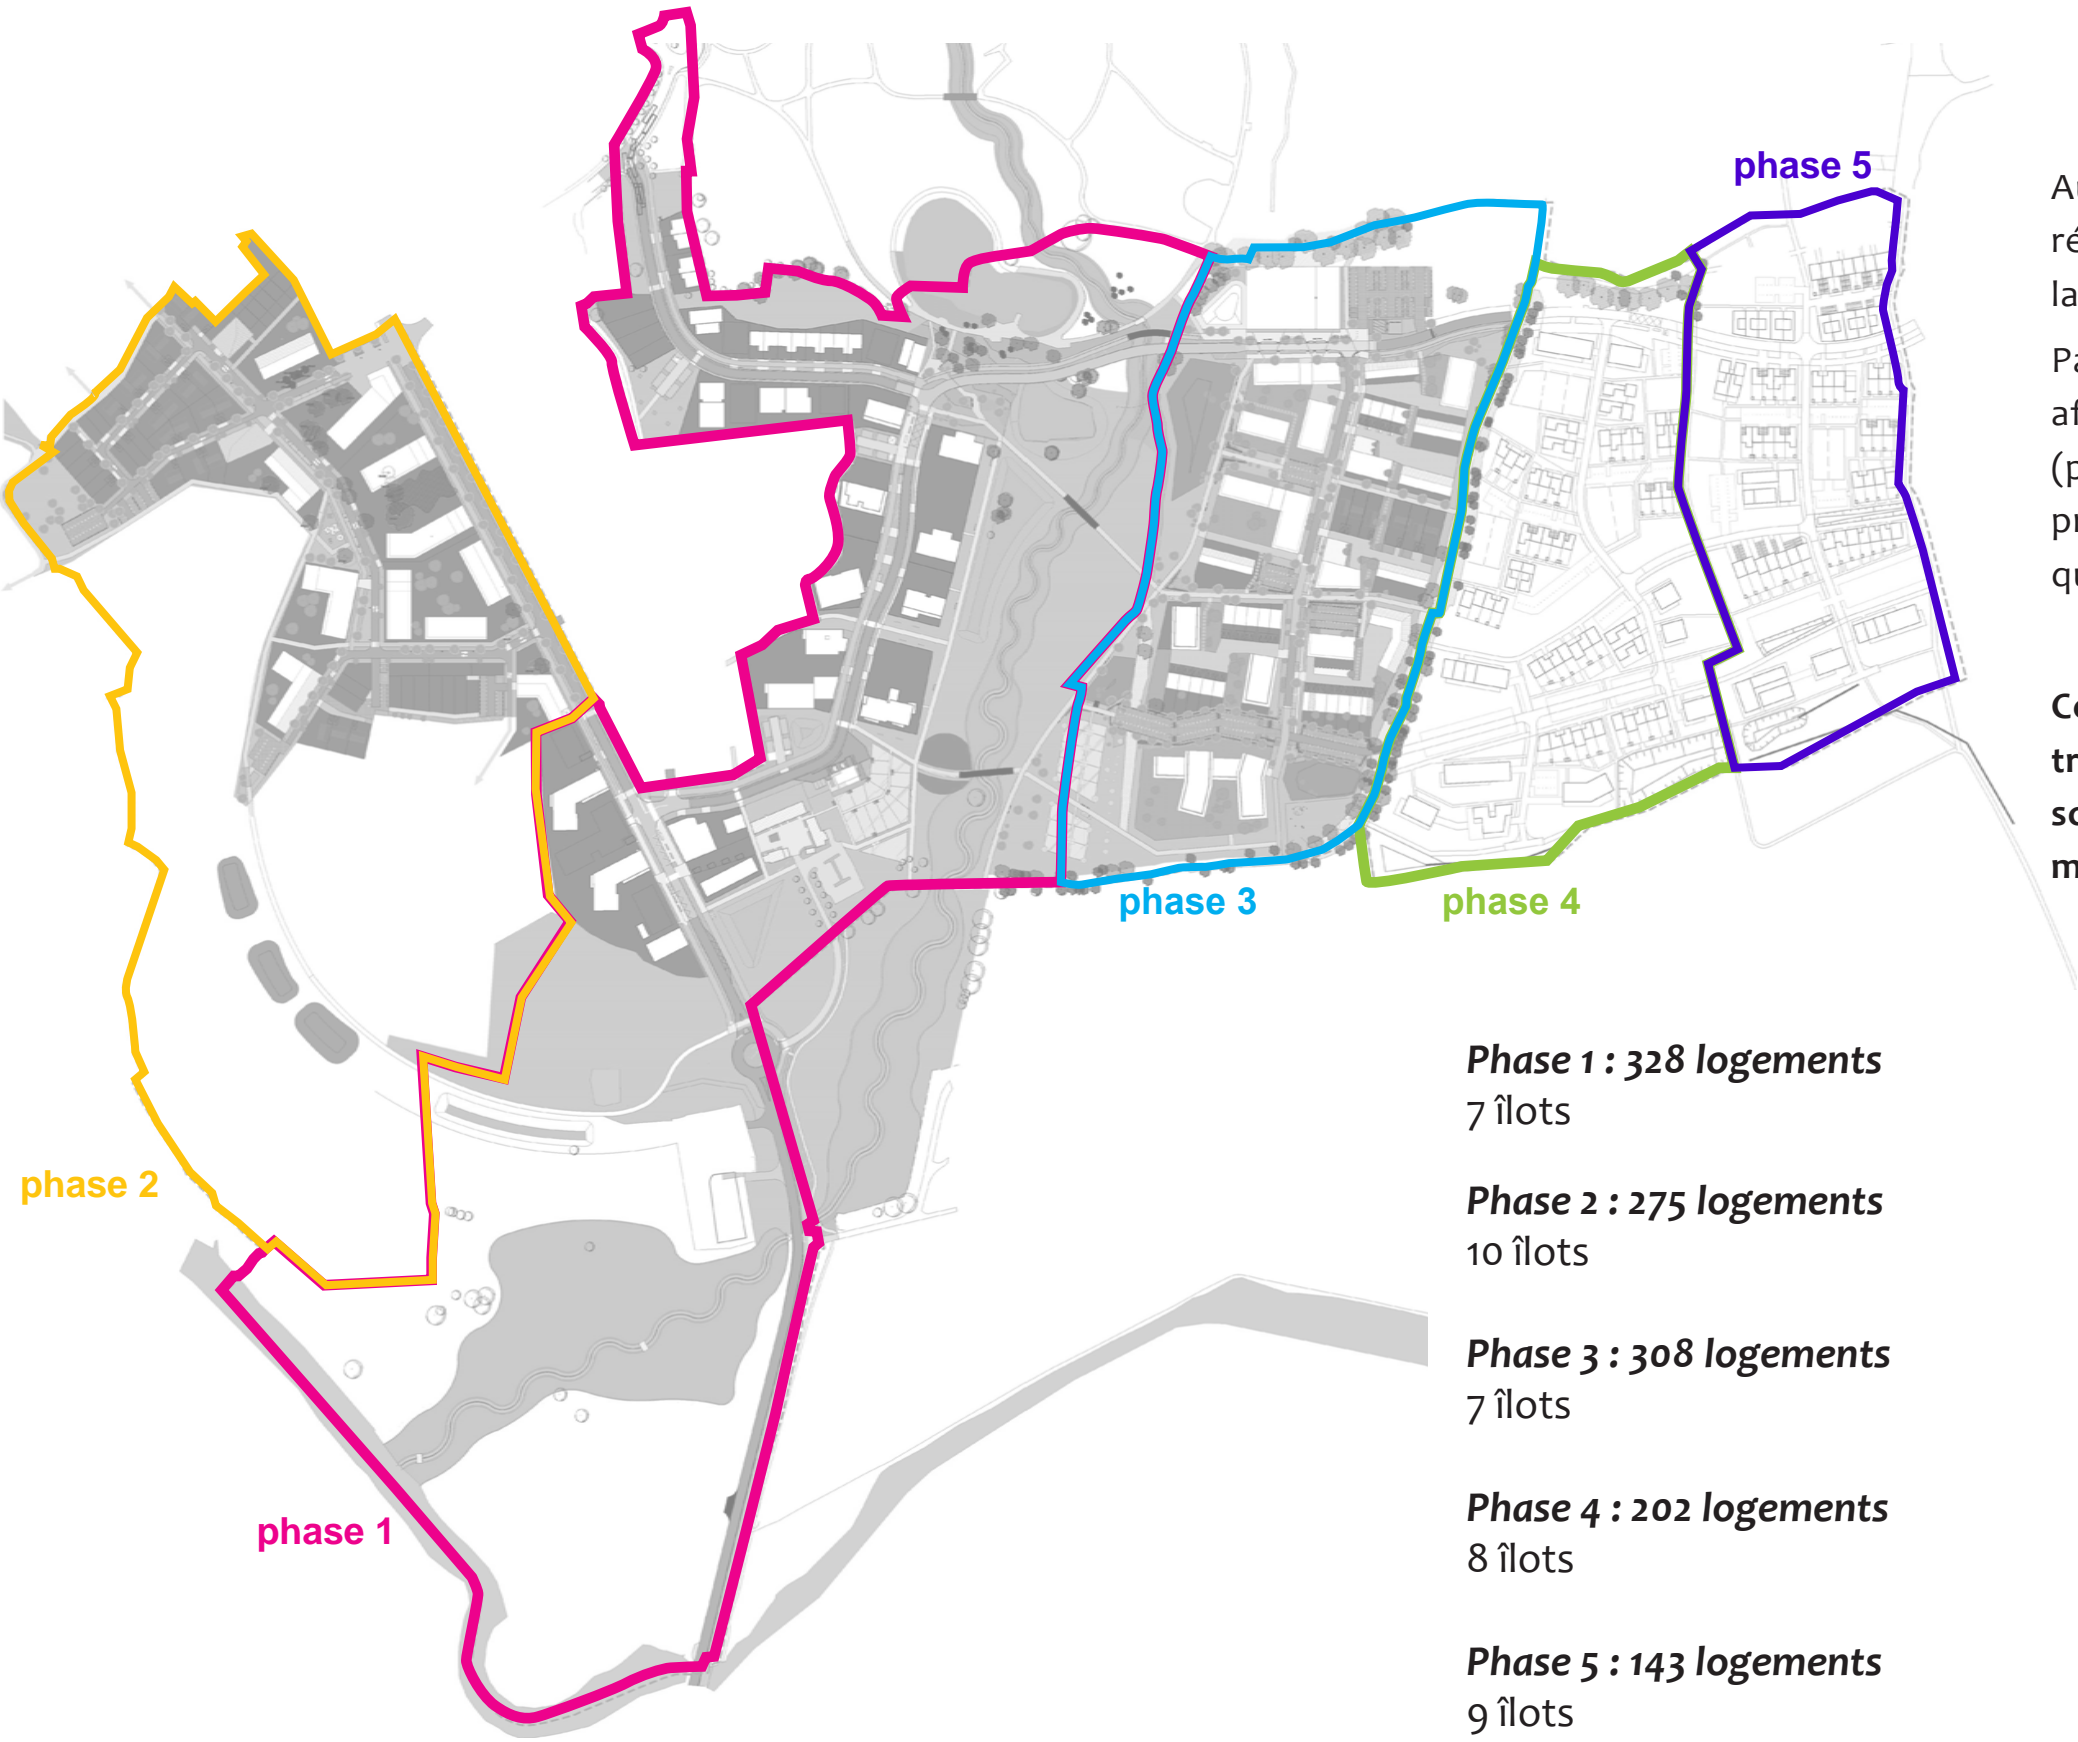 phase 5
phase 3
phase 4
phase 2
phase 1
Phase 1 : 328 logements
7 îlots
Phase 2 : 275 logements
10 îlots
Phase 3 : 308 logements
7 îlots
Phase 4 : 202 logements
8 îlots
Phase 5 : 143 logements
9 îlots